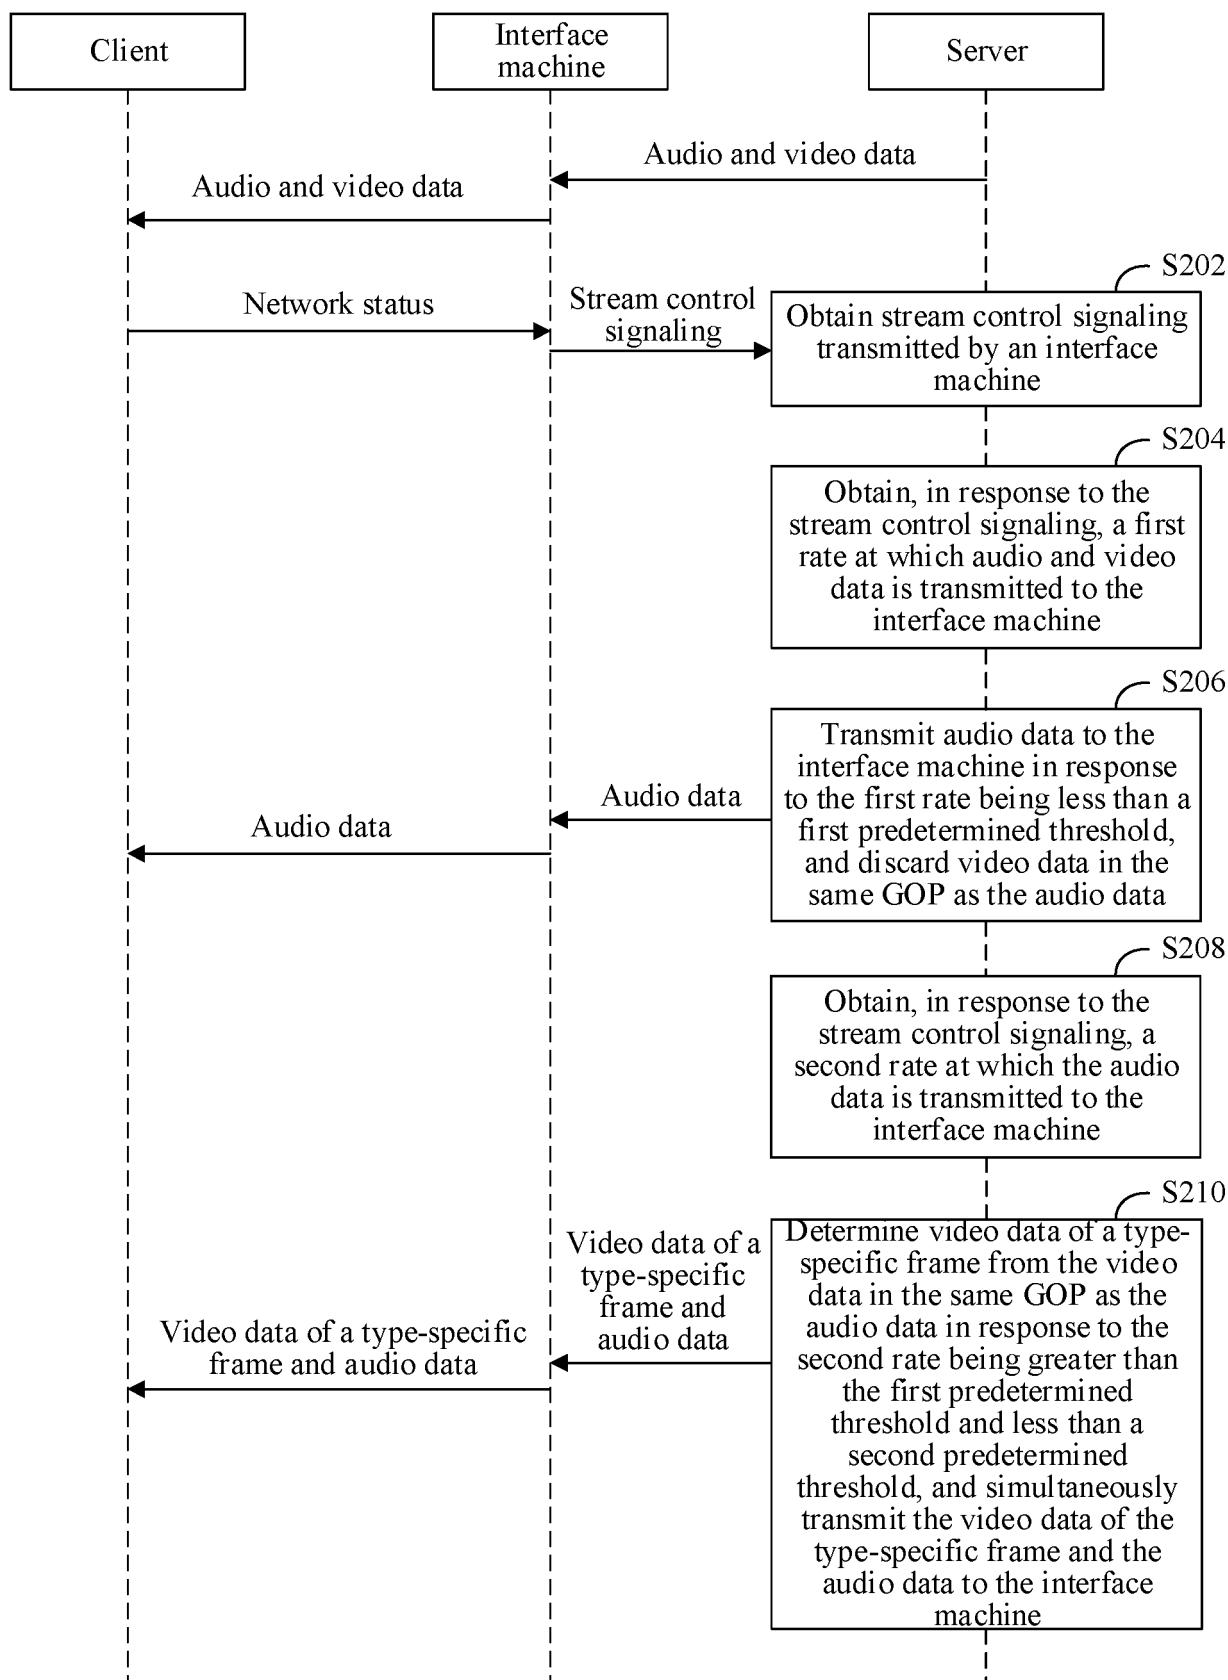 Client
Interface
machine
Server
Audio and video data
Audio and video data
S202
Network status
Stream control
signaling
Obtain stream control signaling
transmitted by an interface
machine
S204
Obtain, in response to the
stream control signaling, a first
rate at which audio and video
data is transmitted to the
interface machine
S206
Transmit audio data to the
interface machine in response
to the first rate being less than a
first predetermined threshold,
and discard video data in the
same GOP as the audio data
Audio data
Audio data
S208
Obtain, in response to the
stream control signaling, a
second rate at which the audio
data is transmitted to the
interface machine
S210
Determine video data of a type-
specific frame from the video
data in the same GOP as the
audio data in response to the
second rate being greater than
the first predetermined
threshold and less than a
second predetermined
threshold, and simultaneously
transmit the video data of the
type-specific frame and the
audio data to the interface
machine
Video data of a
type-specific
frame and
audio data
Video data of a type-specific
frame and audio data